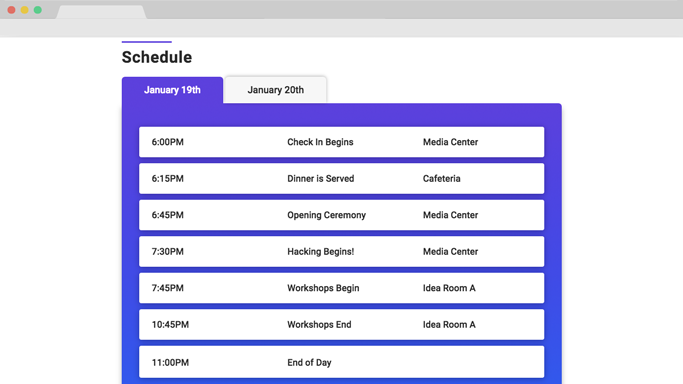 Schedule
January 19th January 20th
6:00PM Check In Begins Media Center
6:15PM Dinner is Served Cafeteria
6:45PM Opening Ceremony Media Center
7:30PM Hacking Begins! Media Center
7:45PM Workshops Begin Idea Room A
10:45PM Workshops End Idea Room A
11:00PM End of Day